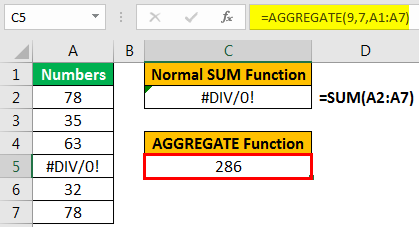 C5 fx =AGGREGATE(9,7,A1:A7)
A B C D
1 Numbers Normal SUM Function
2 78 #DIV/0! =SUM(A2:A7)
3 35
4 63 AGGREGATE Function
5 #DIV/0! 286
6 32
7 78